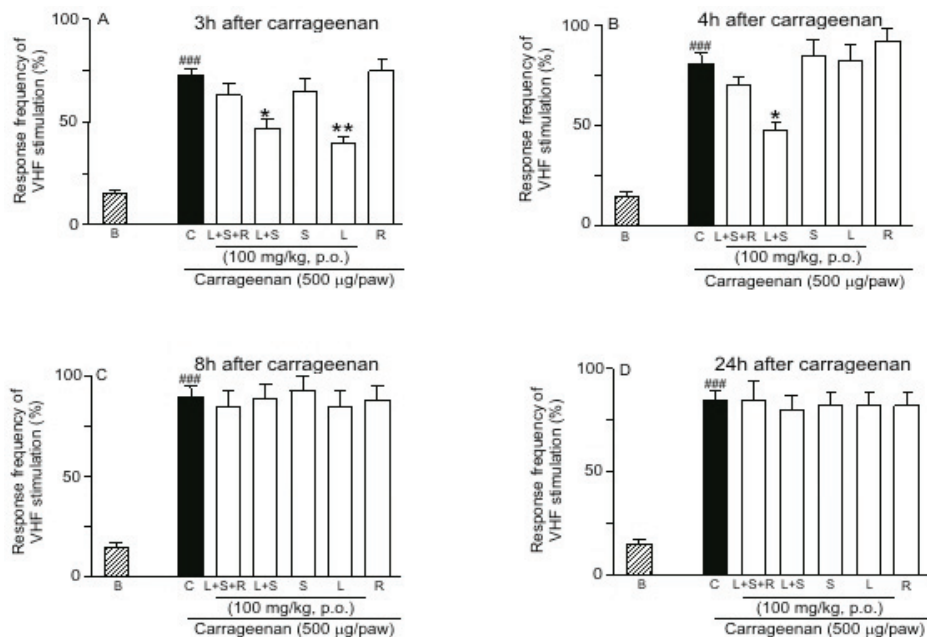 A 3h after carrageenan
Response frequency of
VHF stimulation (%)
100
50
0
###
*
**
B C L+S+R L+S S L R
(100 mg/kg, p.o.)
Carrageenan (500 µg/paw)
B 4h after carrageenan
Response frequency of
VHF stimulation (%)
100
50
0
###
*
B C L+S+R L+S S L R
(100 mg/kg, p.o.)
Carrageenan (500 µg/paw)
C 8h after carrageenan
Response frequency of
VHF stimulation (%)
100
50
0
###
B C L+S+R L+S S L R
(100 mg/kg, p.o.)
Carrageenan (500 µg/paw)
D 24h after carrageenan
Response frequency of
VHF stimulation (%)
100
50
0
###
B C L+S+R L+S S L R
(100 mg/kg, p.o.)
Carrageenan (500 µg/paw)